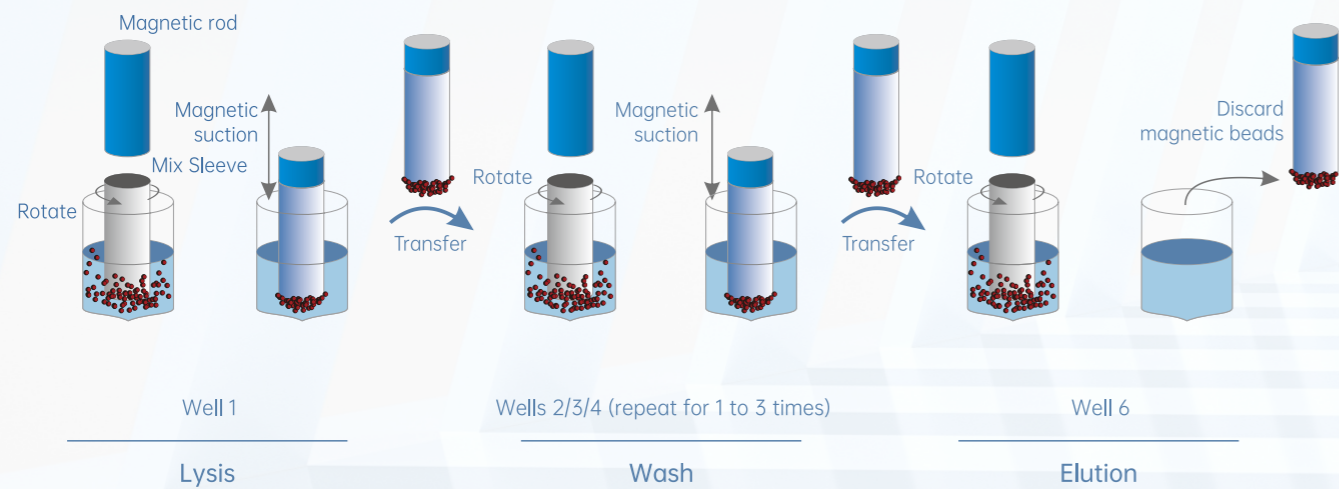 Magnetic rod
Magnetic
suction
Mix Sleeve
Rotate
Transfer
Rotate
Magnetic
suction
Transfer
Rotate
Discard
magnetic beads
Well 1
Wells 2/3/4 (repeat for 1 to 3 times)
Well 6
Lysis
Wash
Elution